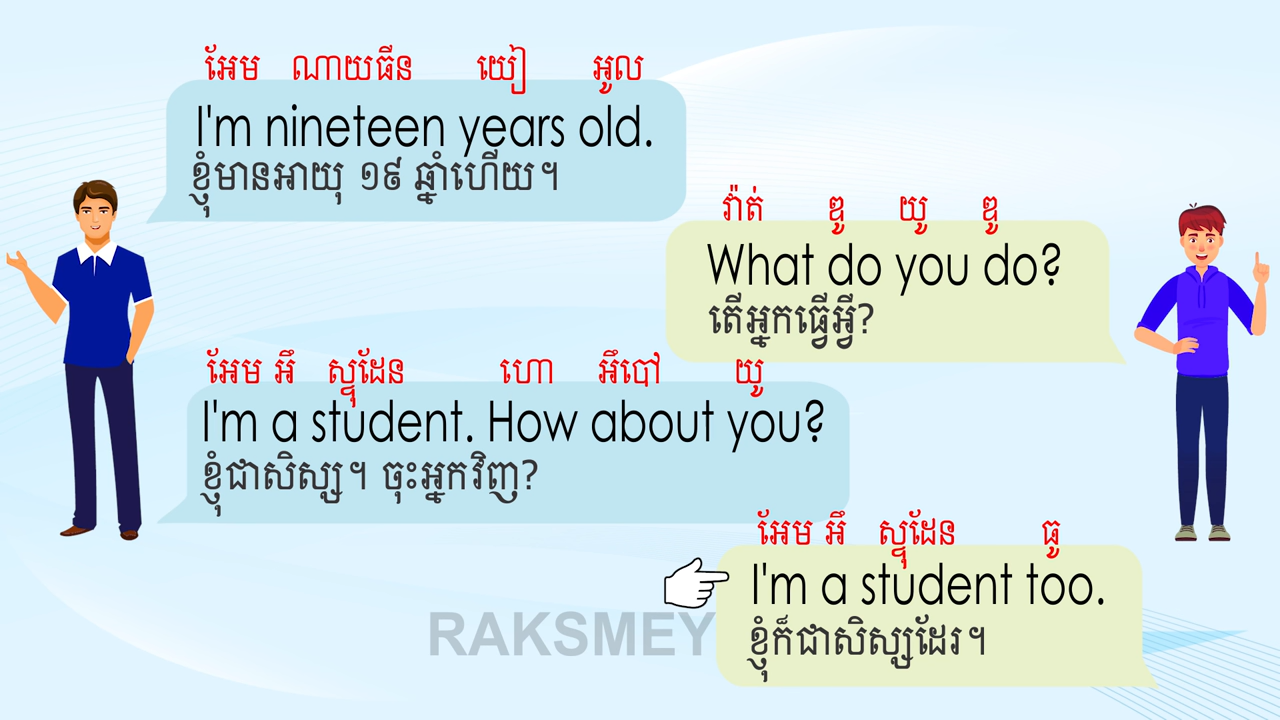 អែម ណាយធីន យៀ អូល
I'm nineteen years old.
ខ្ញុំមានអាយុ ១៩ ឆ្នាំហើយ។
វ៉ាត់ ឌូ យូ ឌូ
What do you do?
តើអ្នកធ្វើអ្វី?
អែម អឹ ស្ទុដែន ហោ អឹបៅ យូ
I'm a student. How about you?
ខ្ញុំជាសិស្ស។ ចុះអ្នកវិញ?
អែម អឹ ស្ទុដែន ធូ
I'm a student too.
ខ្ញុំក៏ជាសិស្សដែរ។
RAKSMEY